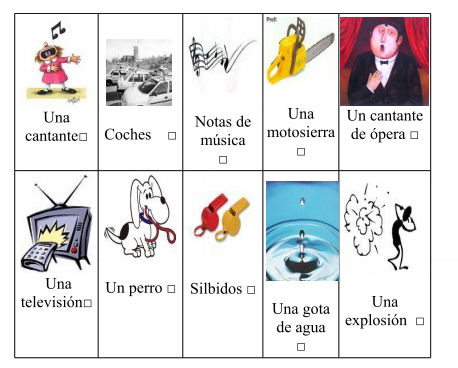 Una
cantante□
Coches □
Notas de
música
□
Profi
Una
motosierra
□
Un cantante
de ópera □
Una
televisión□
Un perro □
Silbidos □
Una gota
de agua
□
Una
explosión □